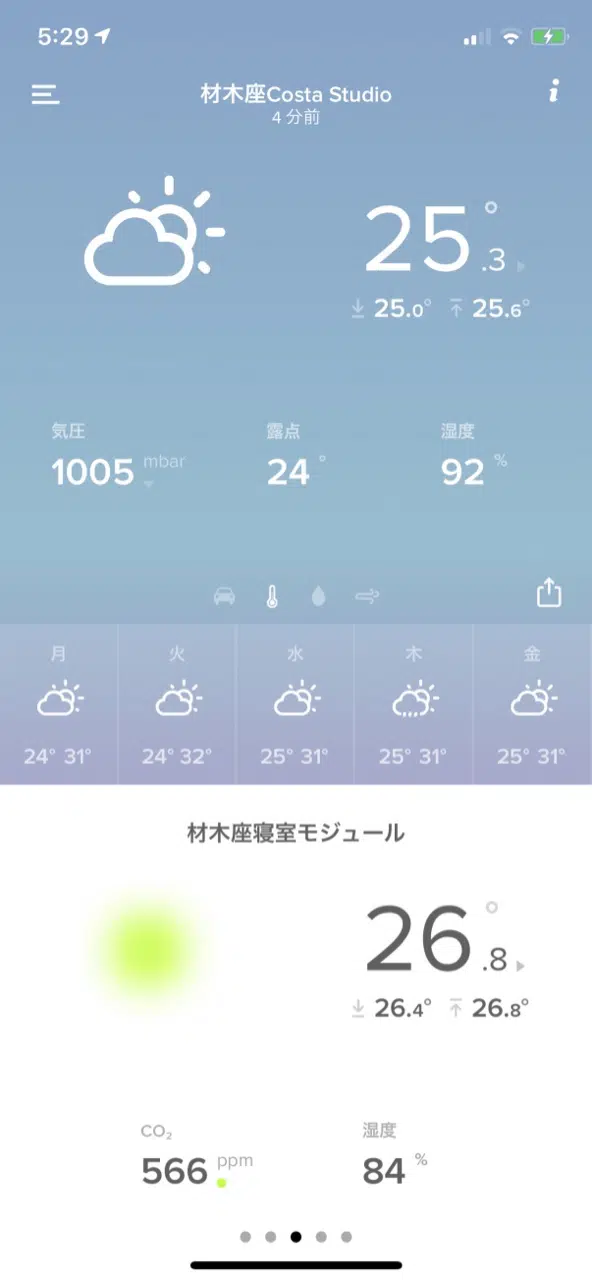 5:29
材木座Costa Studio
4 分前
25.3°
25.0° 25.6°
気圧 露点 湿度
1005 mbar 24° 92 %
月 火 水 木 金
24° 31° 24° 32° 25° 31° 25° 31° 25° 31°
材木座寝室モジュール
26.8°
26.4° 26.8°
CO₂ 湿度
566 ppm 84 %